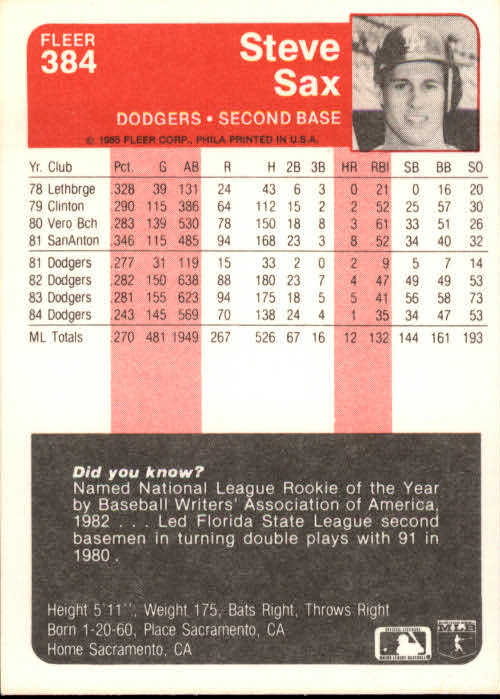 FLEER
384
Steve
Sax
DODGERS • SECOND BASE
© 1985 FLEER CORP., PHILA PRINTED IN U.S.A.
Yr. Club Pct. G AB R H 2B 3B HR RBI SB BB SO
78 Lethbrge .328 39 131 24 43 6 3 0 21 0 16 20
79 Clinton .290 115 386 64 112 15 2 2 52 25 57 30
80 Vero Bch .283 139 530 78 150 18 8 3 61 33 51 26
81 SanAnton .346 115 485 94 168 23 3 8 52 34 40 32
81 Dodgers .277 31 119 15 33 2 0 2 9 5 7 14
82 Dodgers .282 150 638 88 180 23 7 4 47 49 49 53
83 Dodgers .281 155 623 94 175 18 5 5 41 56 58 73
84 Dodgers .243 145 569 70 138 24 4 1 35 34 47 53
ML Totals .270 481 1949 267 526 67 16 12 132 144 161 193
Did you know?
Named National League Rookie of the Year
by Baseball Writers' Association of America,
1982 . . . Led Florida State League second
basemen in turning double plays with 91 in
1980.
Height 5'11'', Weight 175, Bats Right, Throws Right
Born 1-20-60, Place Sacramento, CA
Home Sacramento, CA